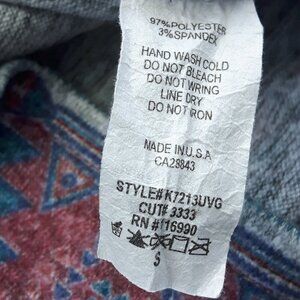 97% POLYESTER
3% SPANDEX
HAND WASH COLD
DO NOT BLEACH
DO NOT WRING
LINE DRY
DO NOT IRON
MADE IN U.S.A
CA28843
STYLE# K7213UVG
CUT# 3333
RN # 116990
S